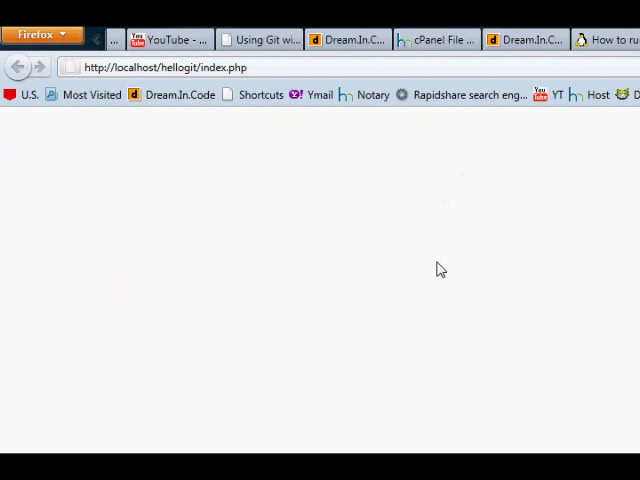 Firefox
... YouTube - ... Using Git wi... Dream.In.C... cPanel File ... Dream.In.C... How to ru
http://localhost/hellogit/index.php
U.S. Most Visited Dream.In.Code Shortcuts Ymail Notary Rapidshare search eng... YT Host D